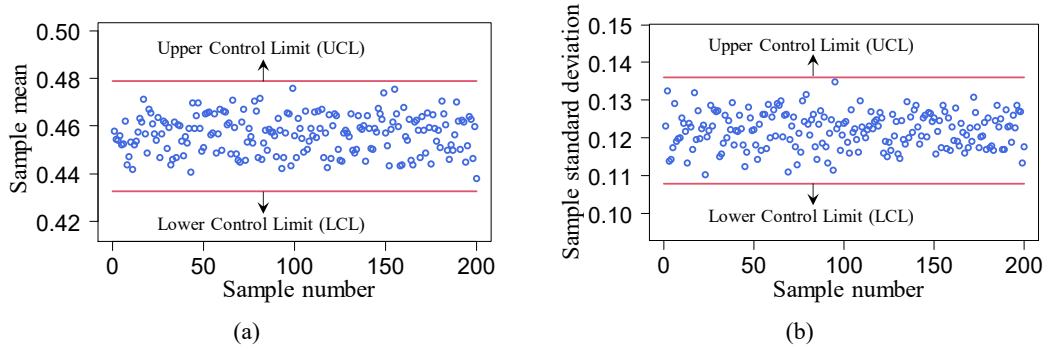 0.50
Upper Control Limit (UCL)
0.48
0.46
0.44
0.42
Lower Control Limit (LCL)
Sample mean
0
50
100
150
200
Sample number
(a)
0.15
Upper Control Limit (UCL)
0.14
0.13
0.12
0.11
0.10
Lower Control Limit (LCL)
Sample standard deviation
0
50
100
150
200
Sample number
(b)